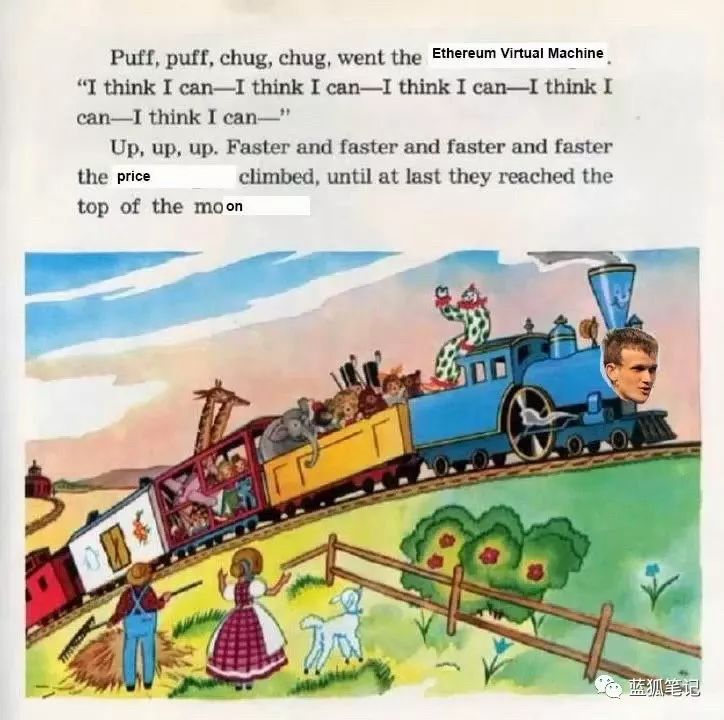 Puff, puff, chug, chug, went the Ethereum Virtual Machine.
“I think I can—I think I can—I think I can—I think I
can—I think I can—”
Up, up, up. Faster and faster and faster and faster
the price climbed, until at last they reached the
top of the moon
蓝狐笔记